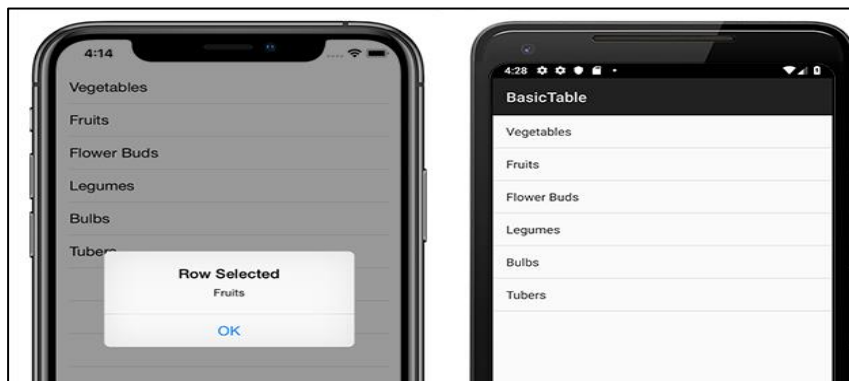 4:14
Vegetables
Fruits
Flower Buds
Legumes
Bulbs
Tubers
Row Selected
Fruits
OK
4:28
BasicTable
Vegetables
Fruits
Flower Buds
Legumes
Bulbs
Tubers